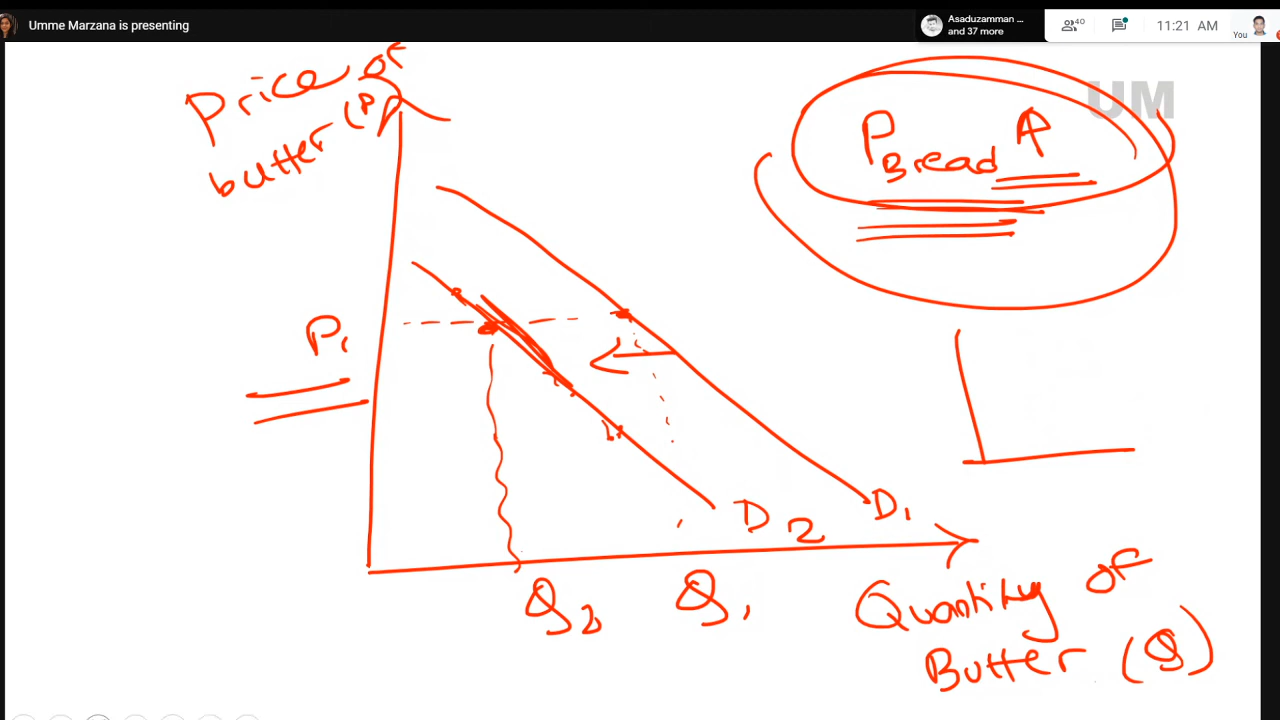 Umme Marzana is presenting
Asaduzzaman ...
and 37 more
40
11:21 AM
You
UM
Price of
butter (P)
P Bread ↑
P1
D2
D1
Q2
Q1
Quantity of
Butter (Q)